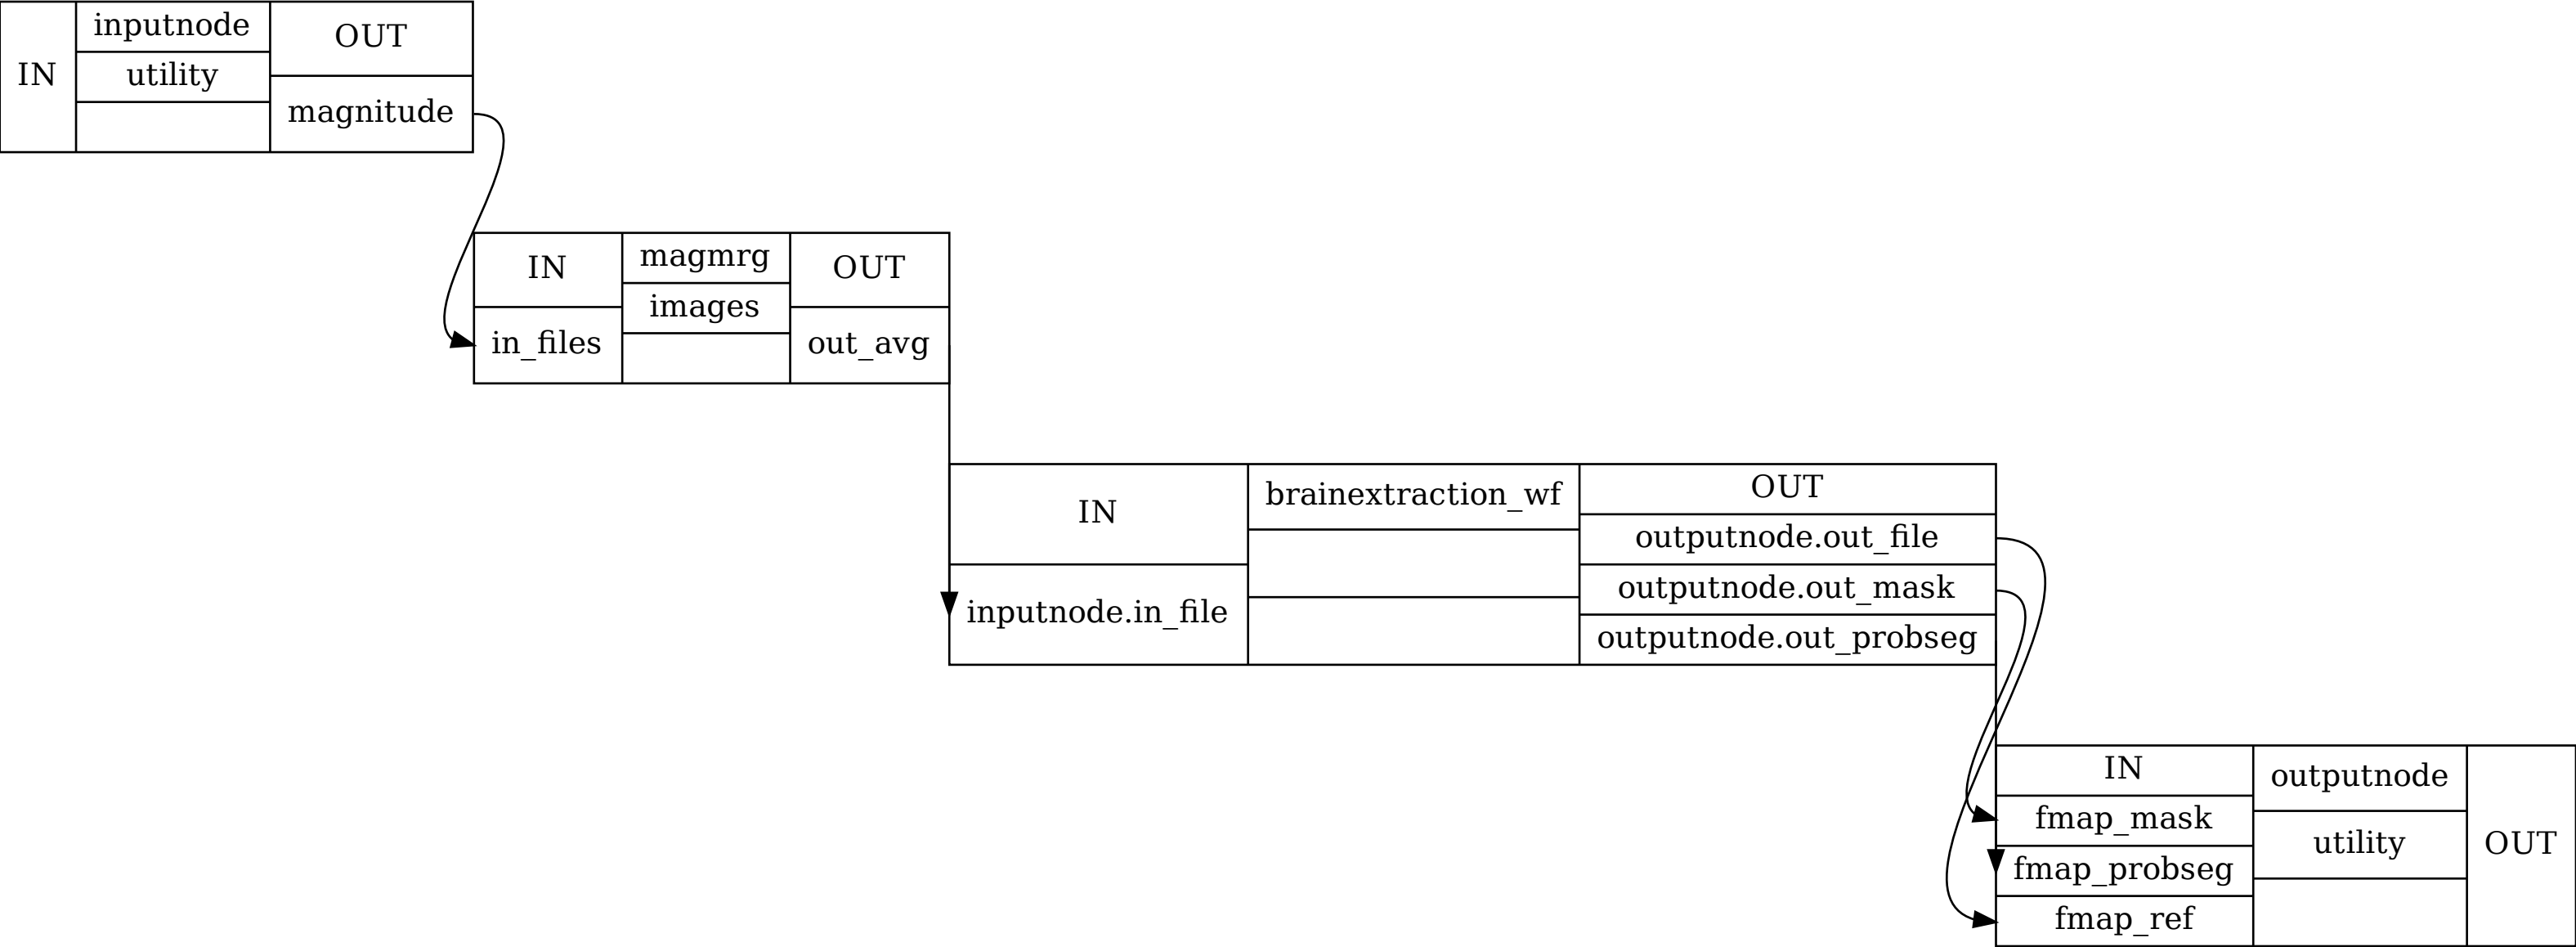 IN
inputnode
utility
OUT
magnitude
IN
in_files
magmrg
images
OUT
out_avg
IN
inputnode.in_file
brainextraction_wf
OUT
outputnode.out_file
outputnode.out_mask
outputnode.out_probseg
IN
fmap_mask
fmap_probseg
fmap_ref
outputnode
utility
OUT